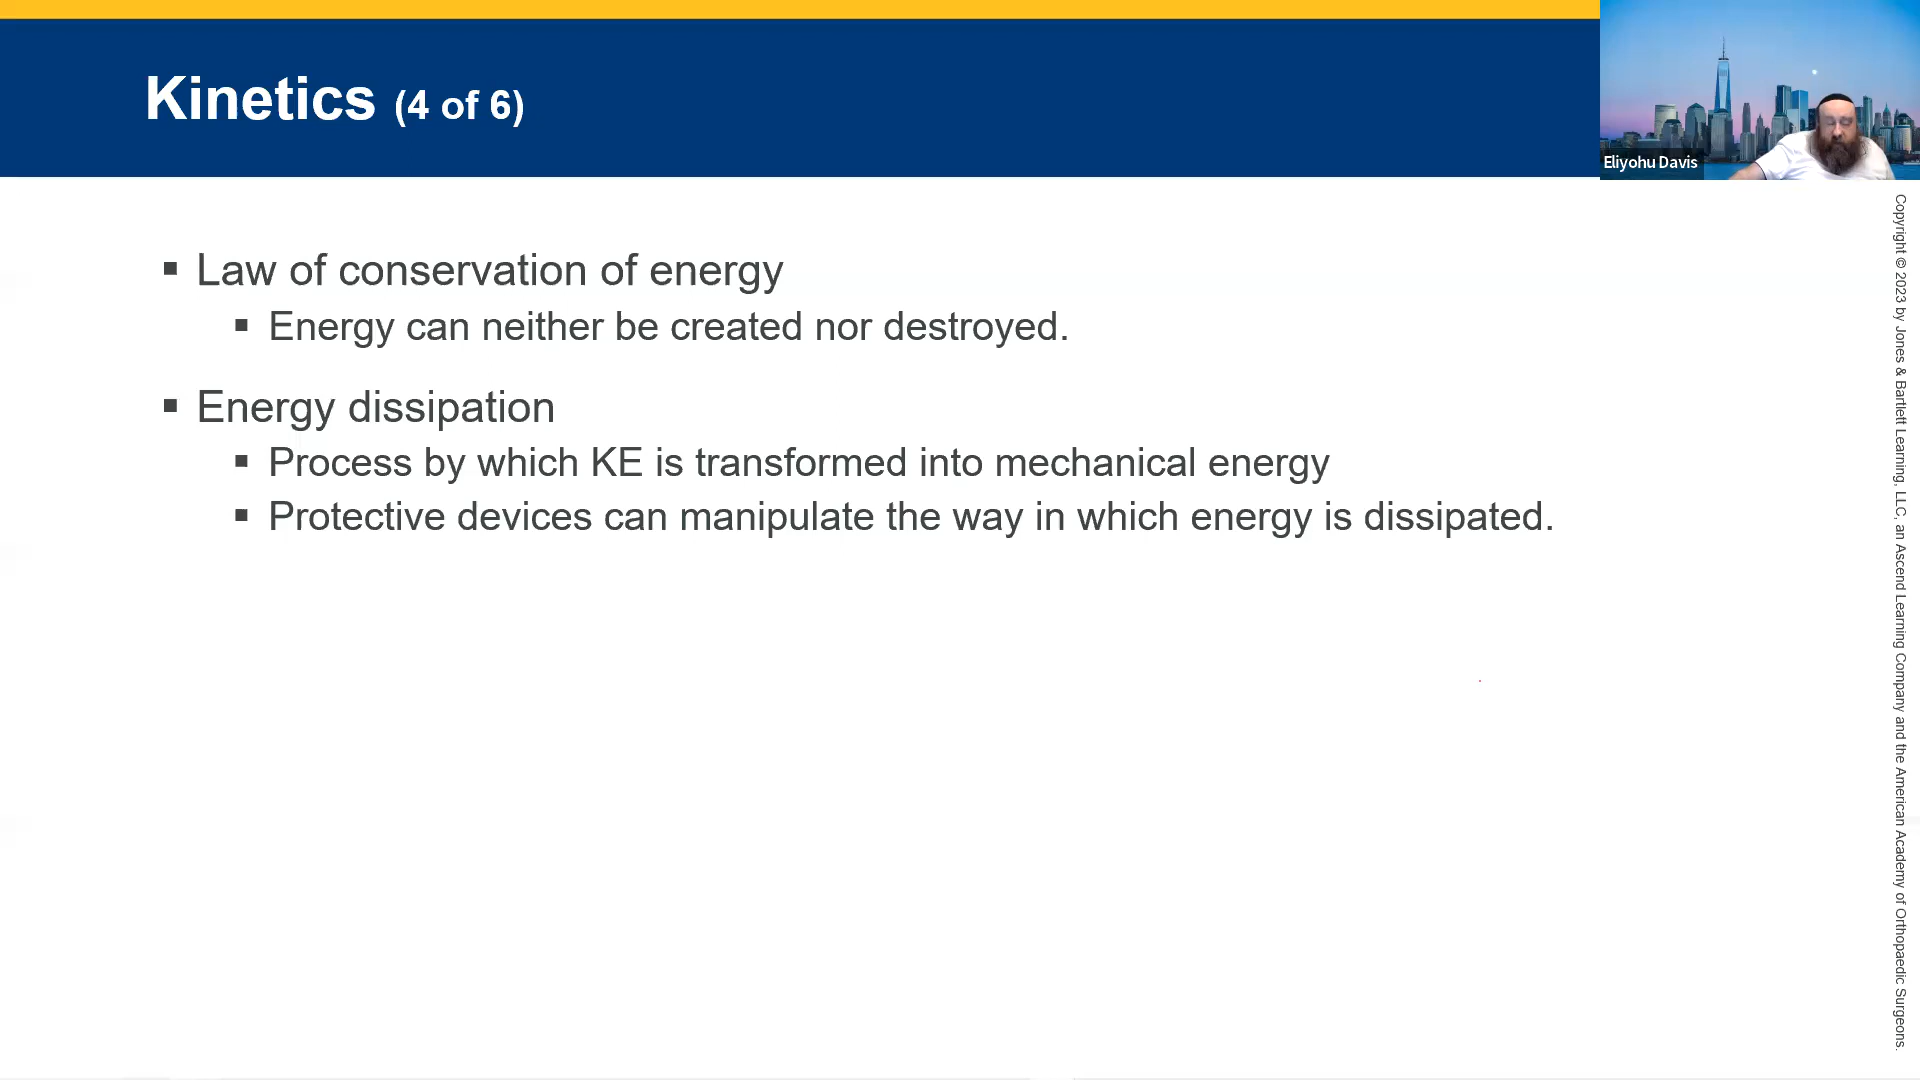 Kinetics (4 of 6)
Eliyohu Davis
Law of conservation of energy
Energy can neither be created nor destroyed.
Energy dissipation
Process by which KE is transformed into mechanical energy
Protective devices can manipulate the way in which energy is dissipated.
Copyright © 2023 by Jones & Bartlett Learning, LLC, an Ascend Learning Company and the American Academy of Orthopaedic Surgeons.